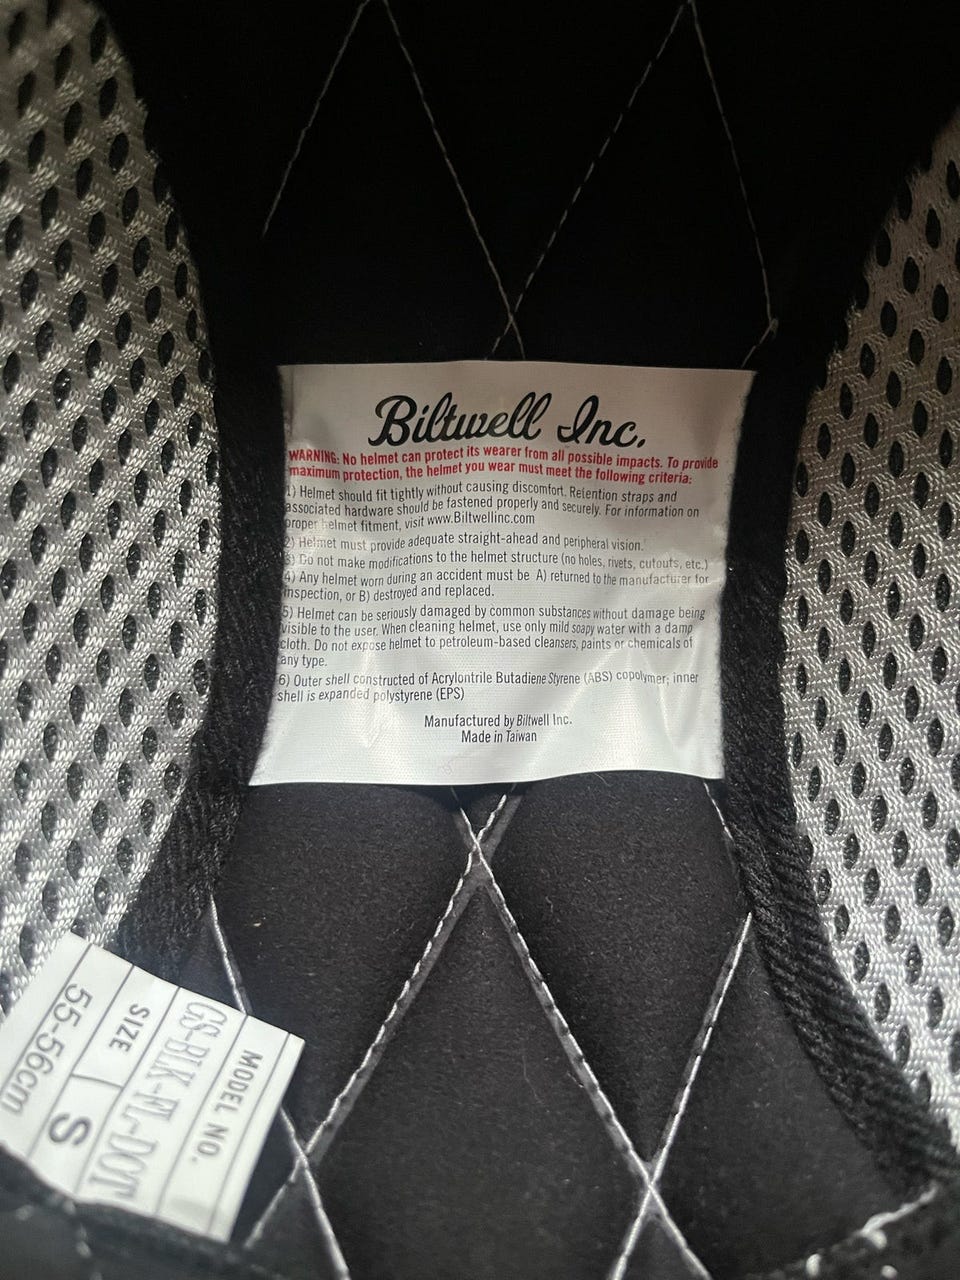 Biltwell Inc.
WARNING: No helmet can protect its wearer from all possible impacts. To provide
maximum protection, the helmet you wear must meet the following criteria:
1) Helmet should fit tightly without causing discomfort. Retention straps and
associated hardware should be fastened properly and securely. For information on
proper helmet fitment, visit www.Biltwellinc.com
2) Helmet must provide adequate straight-ahead and peripheral vision.
3) Do not make modifications to the helmet structure (no holes, rivets, cutouts, etc.)
4) Any helmet worn during an accident must be A) returned to the manufacturer for
inspection, or B) destroyed and replaced.
5) Helmet can be seriously damaged by common substances without damage being
visible to the user. When cleaning helmet, use only mild soapy water with a damp
cloth. Do not expose helmet to petroleum-based cleansers, paints or chemicals of
any type.
6) Outer shell constructed of Acrylontrile Butadiene Styrene (ABS) copolymer; inner
shell is expanded polystyrene (EPS)
Manufactured by Biltwell Inc.
Made in Taiwan
MODEL NO.
GS-BLK-FL-DOT
SIZE
S
55-56cm